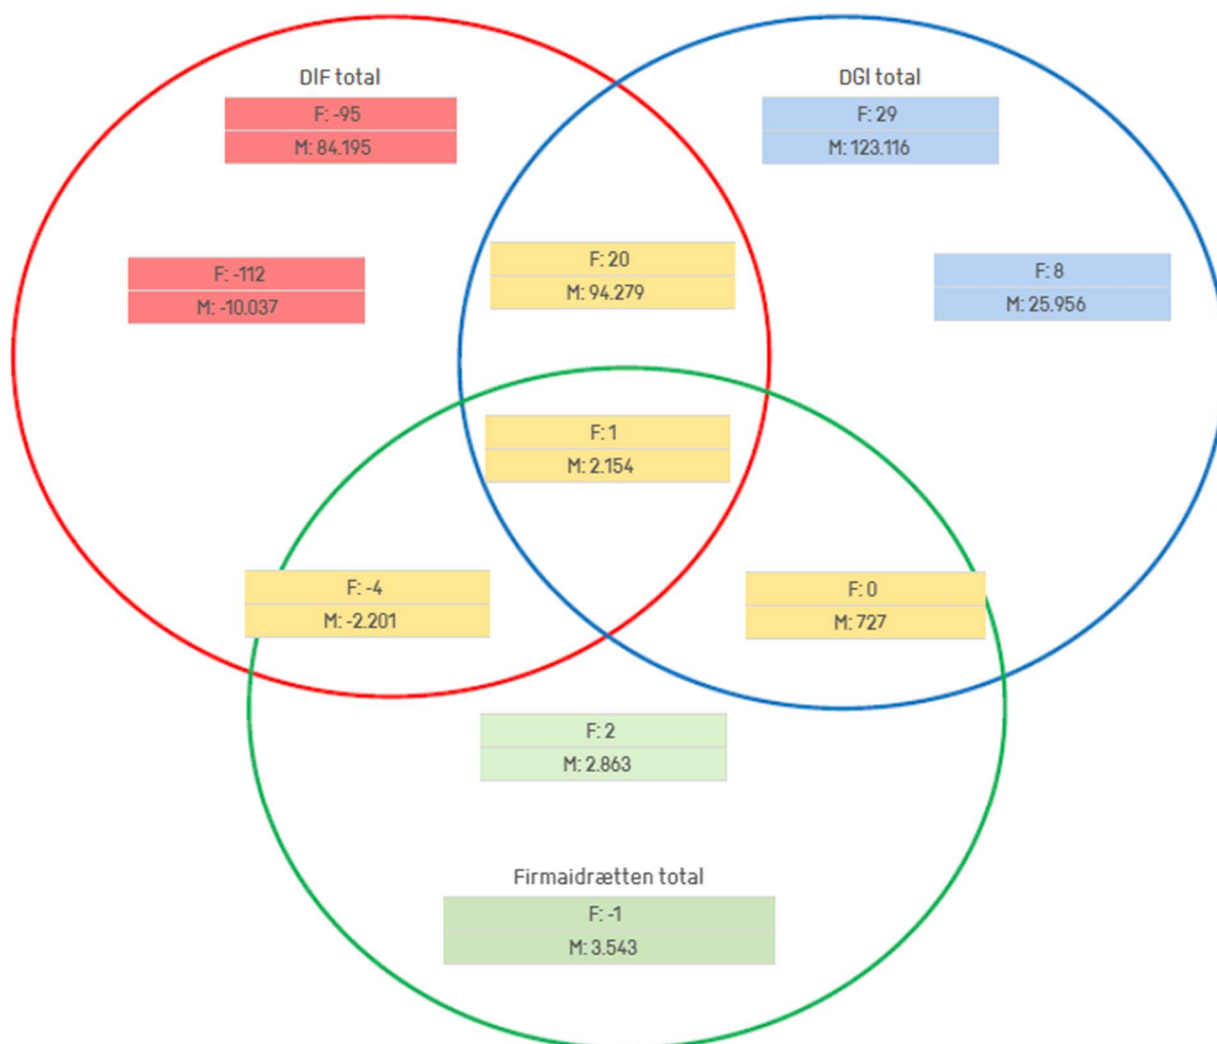 DIF total
F: -95
M: 84.195
DGI total
F: 29
M: 123.116
F: -112
M: -10.037
F: 20
M: 94.279
F: 8
M: 25.956
F: 1
M: 2.154
F: -4
M: -2.201
F: 0
M: 727
F: 2
M: 2.863
Firmaidrætten total
F: -1
M: 3.543